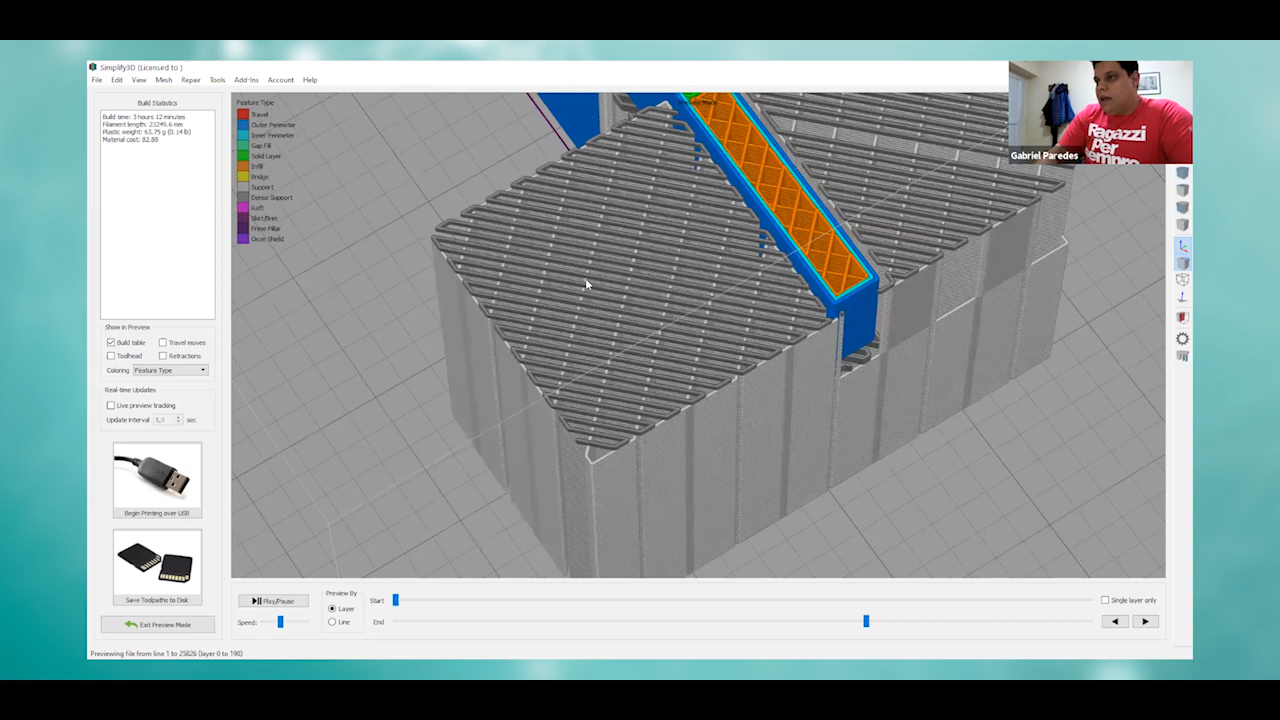 Simplify3D (Licensed to )
File Edit View Mesh Repair Tools Add-Ins Account Help
Build Statistics
Build time: 3 hours 12 minutes
Filament length: 23249.6 mm
Plastic weight: 63.75 g (0.14 lb)
Material cost: 82.88
Show in Preview
Build table
Travel moves
Toolhead
Retractions
Coloring Feature Type
Real-time Updates
Live preview tracking
Update interval 5,0 sec
Begin Printing over USB
Save Toolpaths to Disk
Exit Preview Mode
Feature Type
Travel
Outer Perimeter
Inner Perimeter
Gap Fill
Solid Layer
Infill
Bridge
Support
Dense Support
Raft
Skirt/Brim
Prime Pillar
Ooze Shield
Preview Mode
Ragazzi
per
sempre
Gabriel Paredes
Play/Pause
Speed:
Preview By
Layer
Line
Start
End
Single layer only
Previewing file from line 1 to 25826 (layer 0 to 198)